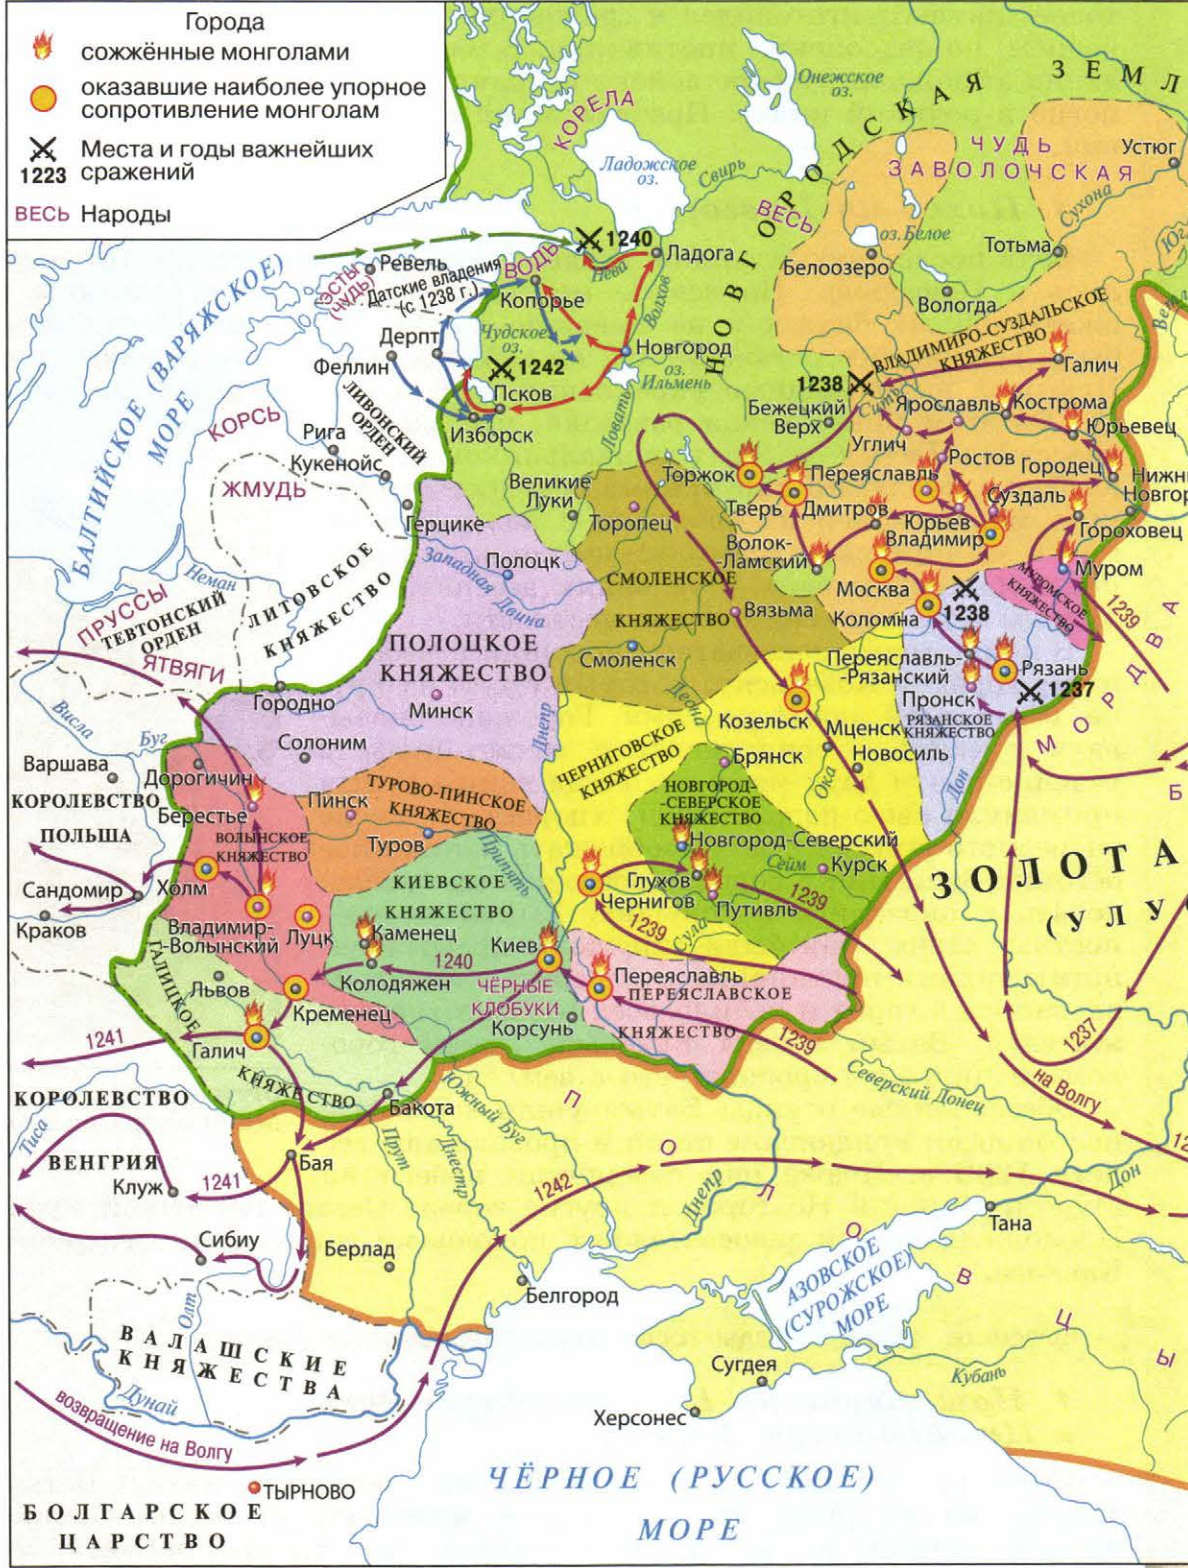 Города
сожжённые монголами
оказавшие наиболее упорное
сопротивление монголам
Места и годы важнейших
1223 сражений
ВЕСЬ Народы
НОВГОРОДСКАЯ ЗЕМЛ
Онежское
оз.
КОРЕЛА
Ладожское
оз.
Свирь
ВЕСЬ
ЧУДЬ
ЗАВОЛОЧСКАЯ
Устюг
Сухона
Тотьма
Юг
оз. Белое
Белоозеро
Вологда
1240
Ладога
Нева
ВОДЬ
Ревель
(ЭСТЫ
ЧУДЬ)
Датские владения
(с 1238 г.)
Копорье
Волхов
Дерпт
Чудское
оз.
Феллин
1242
Новгород
оз.
Ильмень
Псков
Изборск
Ловать
БАЛТИЙСКОЕ (ВАРЯЖСКОЕ)
МОРЕ
КОРСЬ
ЛИВОНСКИЙ
ОРДЕН
Рига
Кукенойс
ЖМУДЬ
Герцике
Великие
Луки
ВЛАДИМИРО-СУЗДАЛЬСКОЕ
КНЯЖЕСТВО
Галич
1238
Сить
Бежецкий
Верх
Ярославль
Кострома
Юрьевец
Углич
Ростов
Городец
Нижн
Новгор
Торжок
Переяславль
Суздаль
Тверь
Дмитров
Юрьев
Гороховец
Владимир
Волок-
Ламский
Торопец
Полоцк
Западная Двина
СМОЛЕНСКОЕ
КНЯЖЕСТВО
Вязьма
Москва
1238
Коломна
МУРОМСКОЕ
КНЯЖЕСТВО
Муром
1239
МОРДВА
Неман
ПРУССЫ
ТЕВТОНСКИЙ
ОРДЕН
ЛИТОВСКОЕ
КНЯЖЕСТВО
ЯТВЯГИ
ПОЛОЦКОЕ
КНЯЖЕСТВО
Смоленск
Переяславль-
-Рязанский
Рязань
1237
Пронск
РЯЗАНСКОЕ
КНЯЖЕСТВО
Городно
Минск
Днепр
Десна
Козельск
Мценск
Новосиль
Висла
Буг
Солоним
ЧЕРНИГОВСКОЕ
КНЯЖЕСТВО
Брянск
Ока
Дон
Варшава
Дорогичин
КОРОЛЕВСТВО
ПОЛЬША
Берестье
ВОЛЫНСКОЕ
КНЯЖЕСТВО
Пинск
ТУРОВО-ПИНСКОЕ
КНЯЖЕСТВО
Туров
Припять
НОВГОРОД-
-СЕВЕРСКОЕ
КНЯЖЕСТВО
Новгород-Северский
Сейм
Курск
Б
ЗОЛОТА
(УЛУС
Сандомир
Холм
Краков
КИЕВСКОЕ
КНЯЖЕСТВО
Глухов
Чернигов
Путивль
1239
1239
Сула
Владимир-
-Волынский
Луцк
Каменец
Киев
ГАЛИЦКОЕ
КНЯЖЕСТВО
Львов
Колодяжен
1240
ЧЁРНЫЕ
КЛОБУКИ
Кременец
Корсунь
Переяславль
ПЕРЕЯСЛАВСКОЕ
КНЯЖЕСТВО
1239
1237
Галич
1241
Северский Донец
на Волгу
КОРОЛЕВСТВО
ВЕНГРИЯ
Тиса
Бакота
Южный Буг
Прут
Днестр
ПОЛОВЦЫ
Бая
Клуж
1241
1242
Днепр
Дон
Тана
Сибиу
Берлад
Белгород
АЗОВСКОЕ
(СУРОЖСКОЕ)
МОРЕ
Олт
ВАЛАШСКИЕ
КНЯЖЕСТВА
Дунай
Сугдея
Кубань
Херсонес
возвращение на Волгу
ЧЁРНОЕ (РУССКОЕ)
МОРЕ
ТЫРНОВО
БОЛГАРСКОЕ
ЦАРСТВО